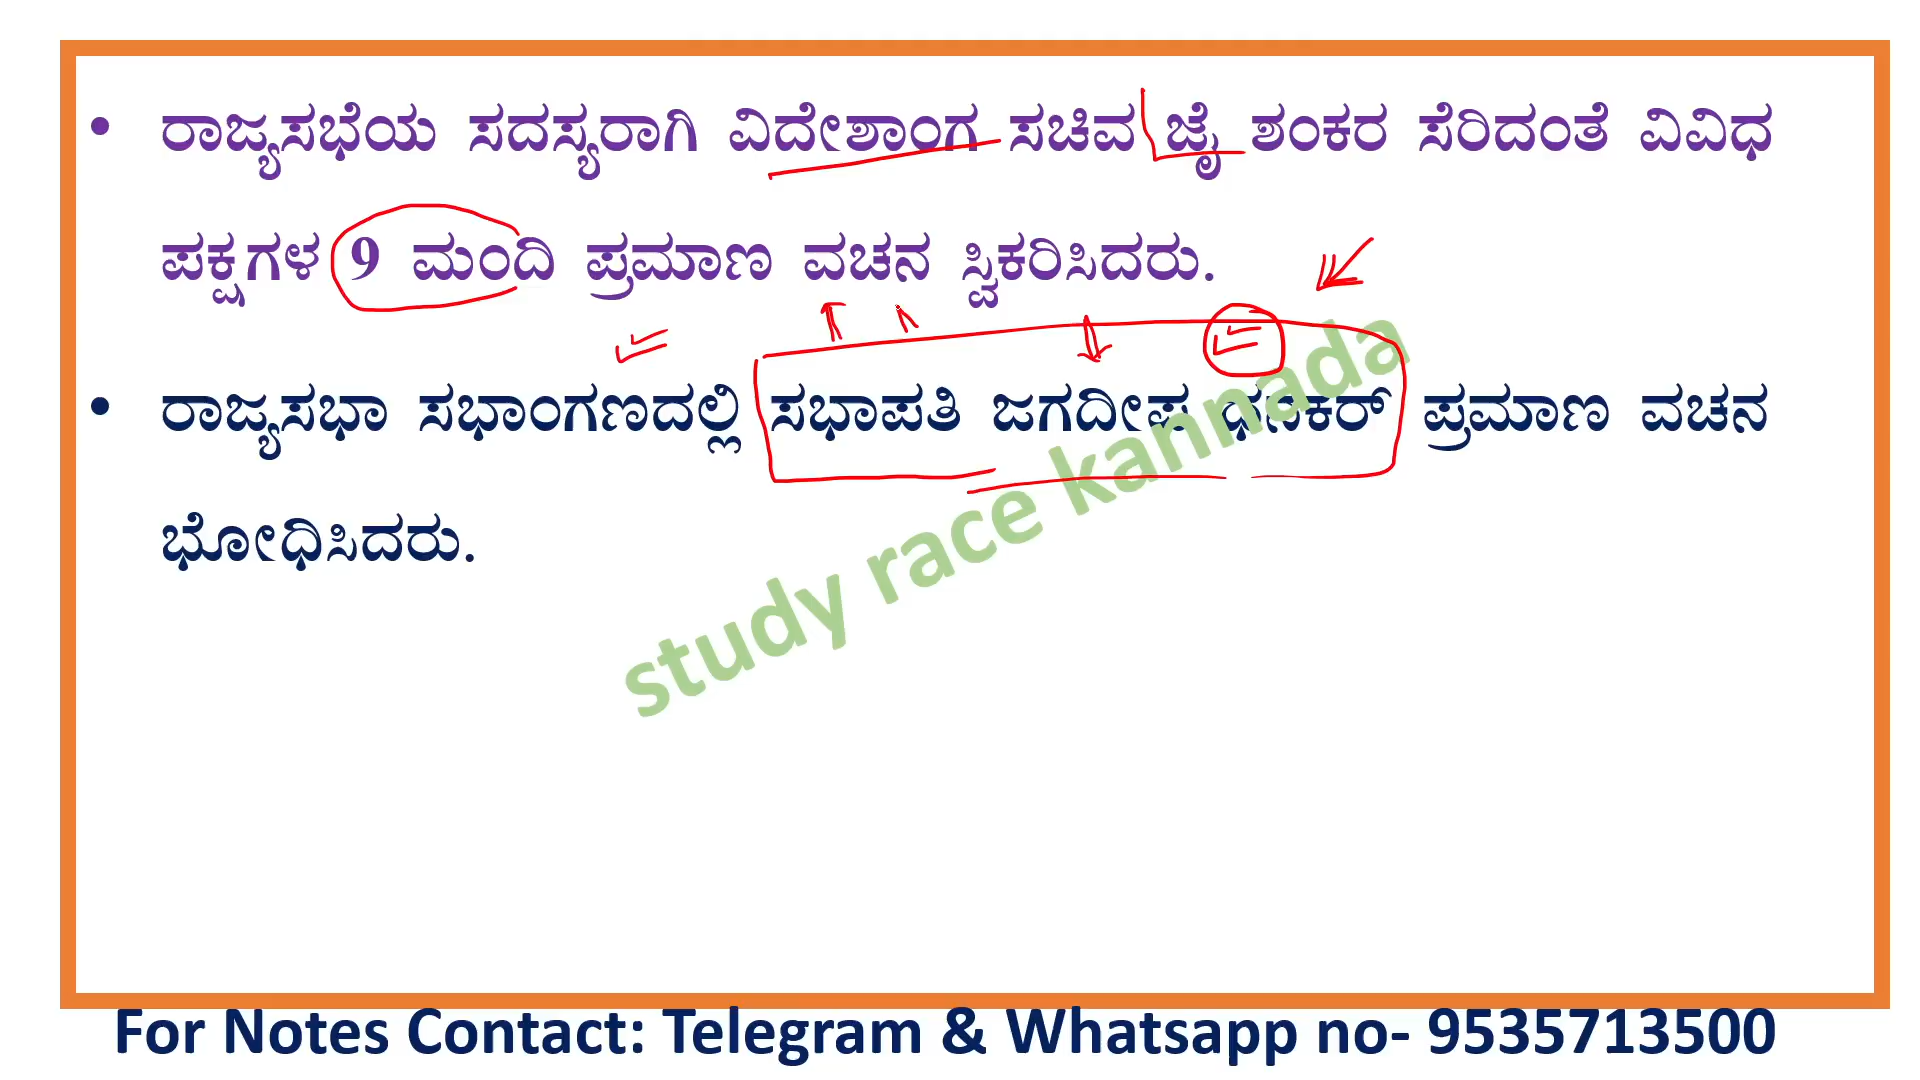 • ರಾಜ್ಯಸಭೆಯ ಸದಸ್ಯರಾಗಿ ವಿದೇಶಾಂಗ ಸಚಿವ ಜೈ ಶಂಕರ ಸೆರಿದಂತೆ ವಿವಿಧ
ಪಕ್ಷಗಳ 9 ಮಂದಿ ಪ್ರಮಾಣ ವಚನ ಸ್ವಿಕರಿಸಿದರು.
• ರಾಜ್ಯಸಭಾ ಸಭಾಂಗಣದಲ್ಲಿ ಸಭಾಪತಿ ಜಗದೀಪ ಧನಕರ್ ಪ್ರಮಾಣ ವಚನ
ಭೋಧಿಸಿದರು.
study race kannada
For Notes Contact: Telegram & Whatsapp no- 9535713500